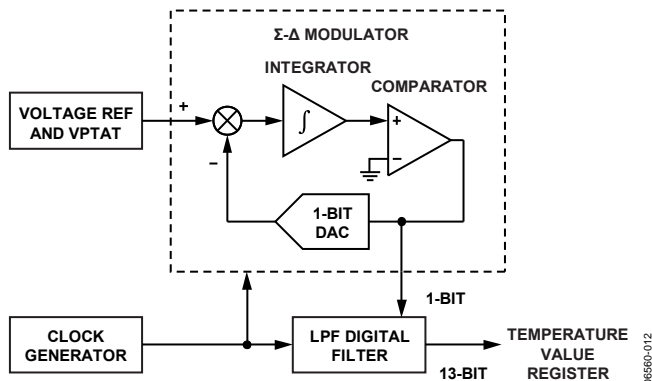 Σ-Δ MODULATOR
INTEGRATOR
COMPARATOR
VOLTAGE REF
AND VPTAT
+
−
∫
+
−
1-BIT
DAC
1-BIT
CLOCK
GENERATOR
LPF DIGITAL
FILTER
13-BIT
TEMPERATURE
VALUE
REGISTER
06560-012